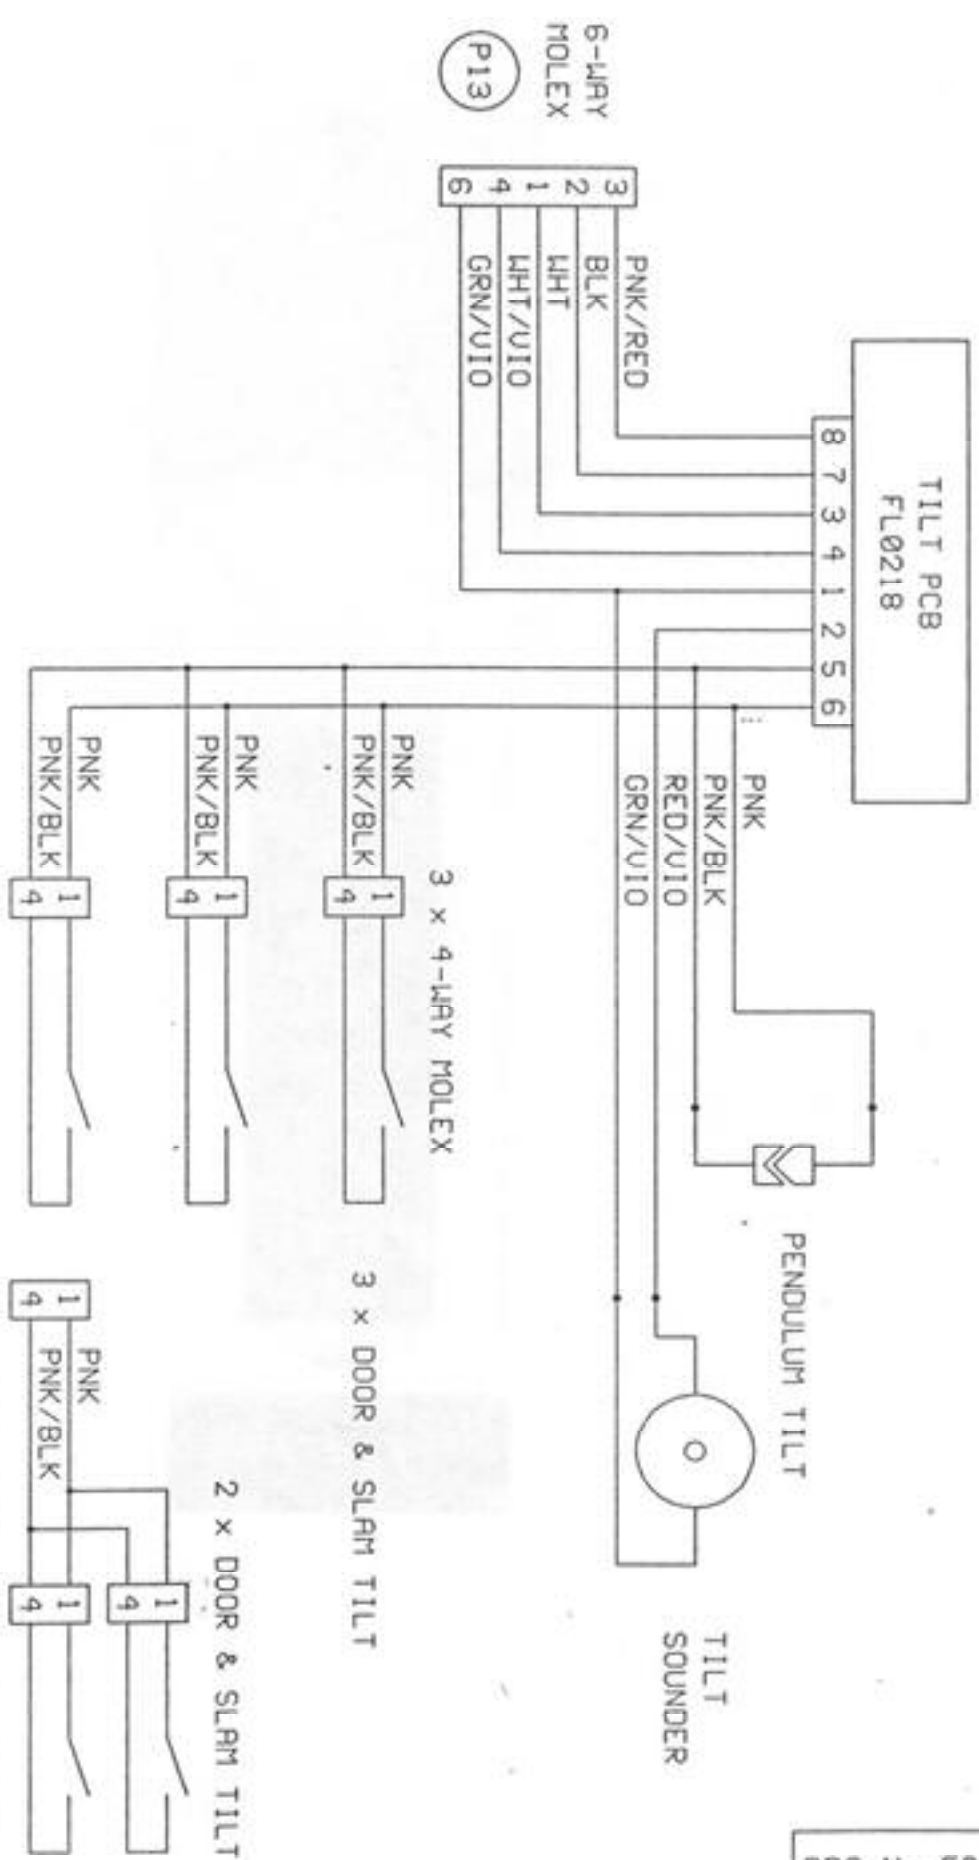 6-WAY
MOLEX
P13
3
2
1
4
6
PNK/RED
BLK
WHT
WHT/VIO
GRN/VIO
TILT PCB
FL0218
8
7
3
4
1
2
5
6
PNK
PNK/BLK
RED/VIO
GRN/VIO
PENDULUM TILT
TILT
SOUNDER
3 x 4-WAY MOLEX
PNK
PNK/BLK
1
4
PNK
PNK/BLK
1
4
PNK
PNK/BLK
1
4
3 x DOOR & SLAM TILT
1
4
PNK
PNK/BLK
2 x DOOR & SLAM TILT
1
4
1
4